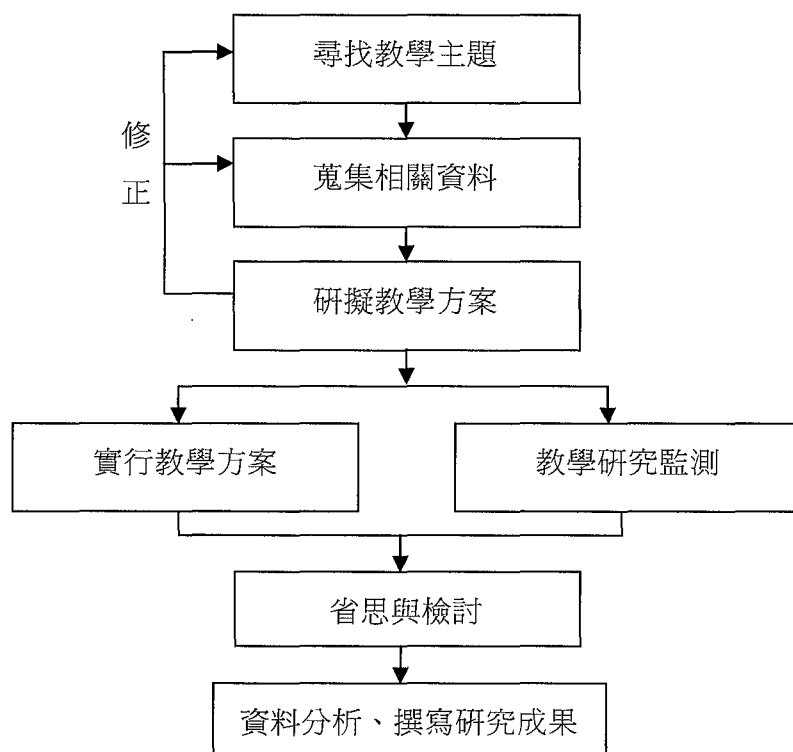 尋找教學主題
修
正
蒐集相關資料
研擬教學方案
實行教學方案
教學研究監測
省思與檢討
資料分析、撰寫研究成果